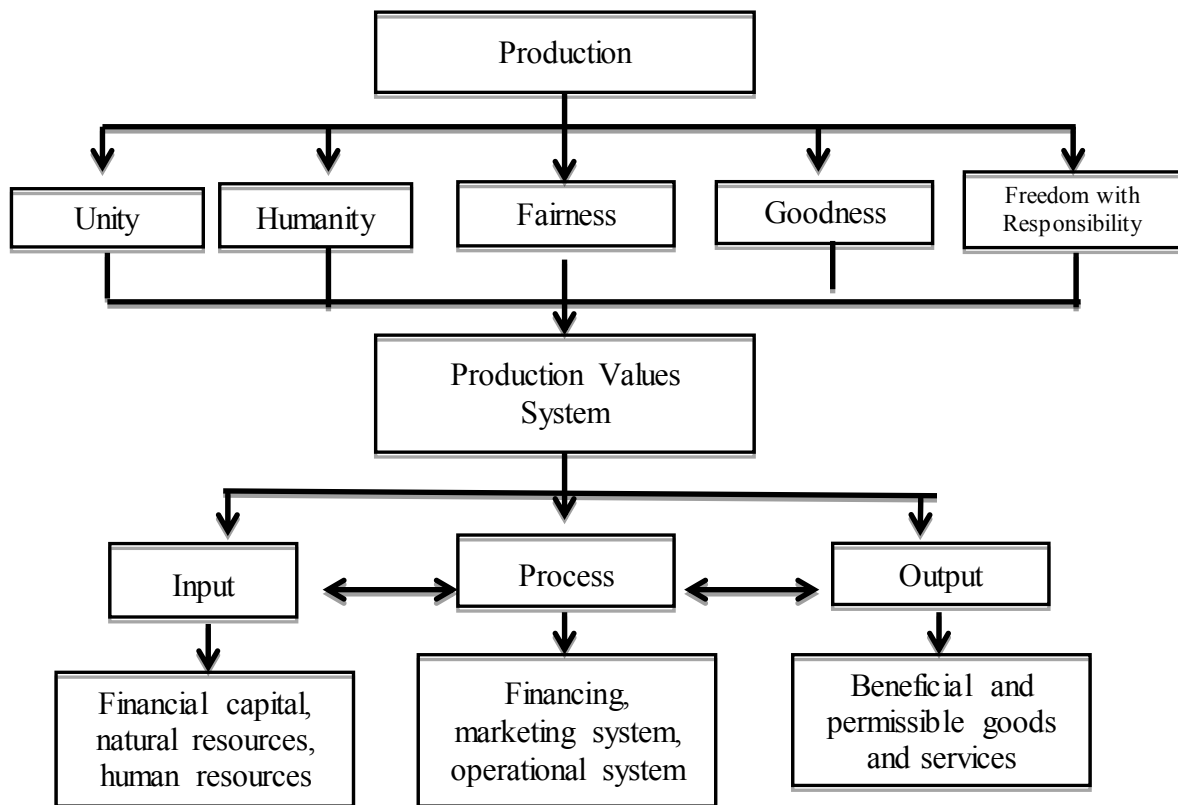 Production
Unity
Humanity
Fairness
Goodness
Freedom with
Responsibility
Production Values
System
Input
Process
Output
Financial capital,
natural resources,
human resources
Financing,
marketing system,
operational system
Beneficial and
permissible goods
and services